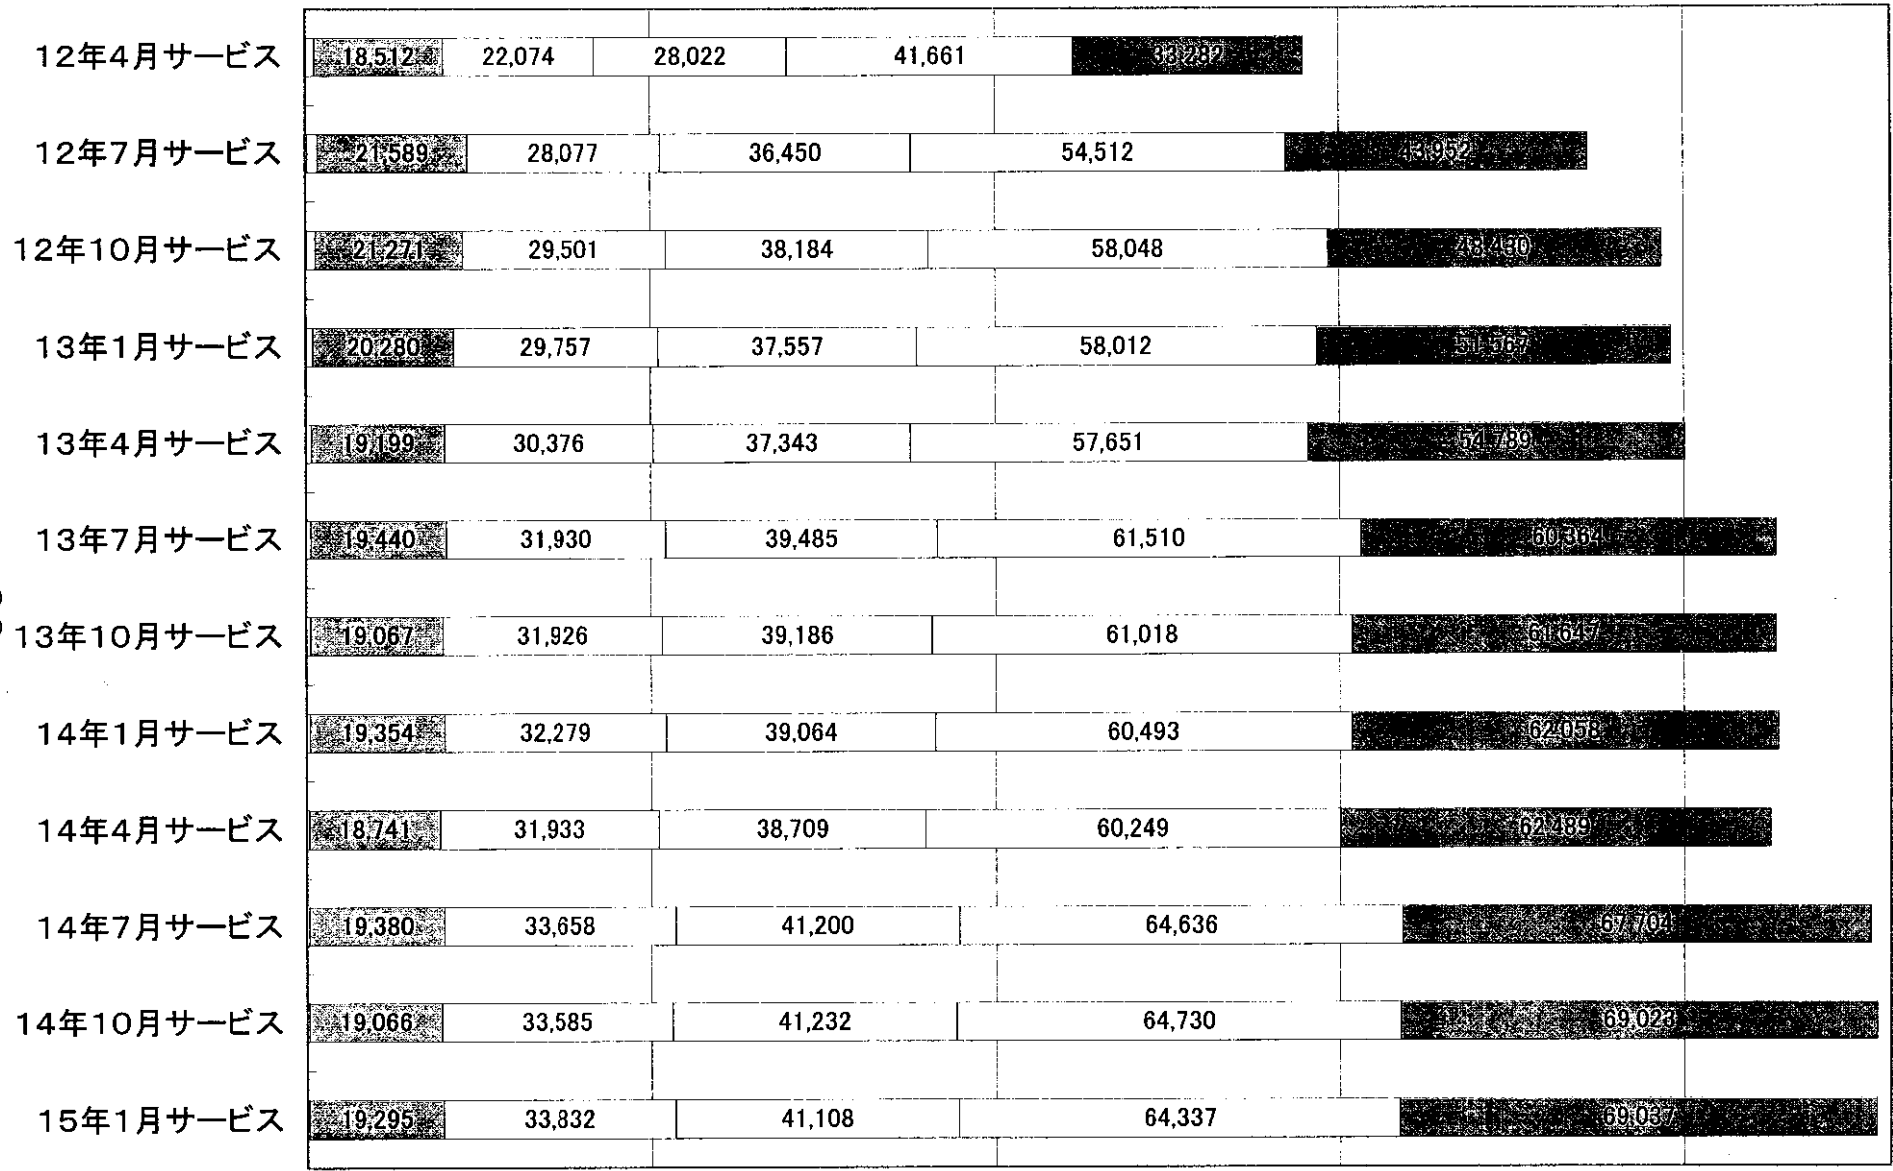 12年4月サービス 18,512 22,074 28,022 41,661 33,282
12年7月サービス 21,589 28,077 36,450 54,512 43,952
12年10月サービス 21,271 29,501 38,184 58,048 48,430
13年1月サービス 20,280 29,757 37,557 58,012 51,567
13年4月サービス 19,199 30,376 37,343 57,651 54,789
13年7月サービス 19,440 31,930 39,485 61,510 60,364
13年10月サービス 19,067 31,926 39,186 61,018 61,647
14年1月サービス 19,354 32,279 39,064 60,493 62,058
14年4月サービス 18,741 31,933 38,709 60,249 62,489
14年7月サービス 19,380 33,658 41,200 64,636 67,704
14年10月サービス 19,066 33,585 41,232 64,730 69,023
15年1月サービス 19,295 33,832 41,108 64,337 69,037